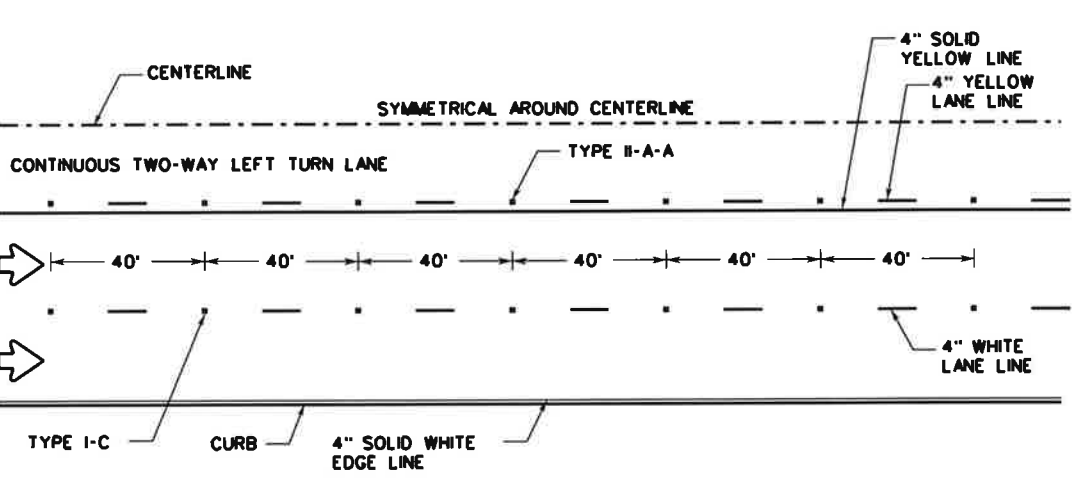 4" SOLID
YELLOW LINE
CENTERLINE
4" YELLOW
LANE LINE
SYMMETRICAL AROUND CENTERLINE
TYPE II-A-A
CONTINUOUS TWO-WAY LEFT TURN LANE
40' 40' 40' 40' 40' 40'
4" WHITE
LANE LINE
TYPE I-C
CURB
4" SOLID WHITE
EDGE LINE